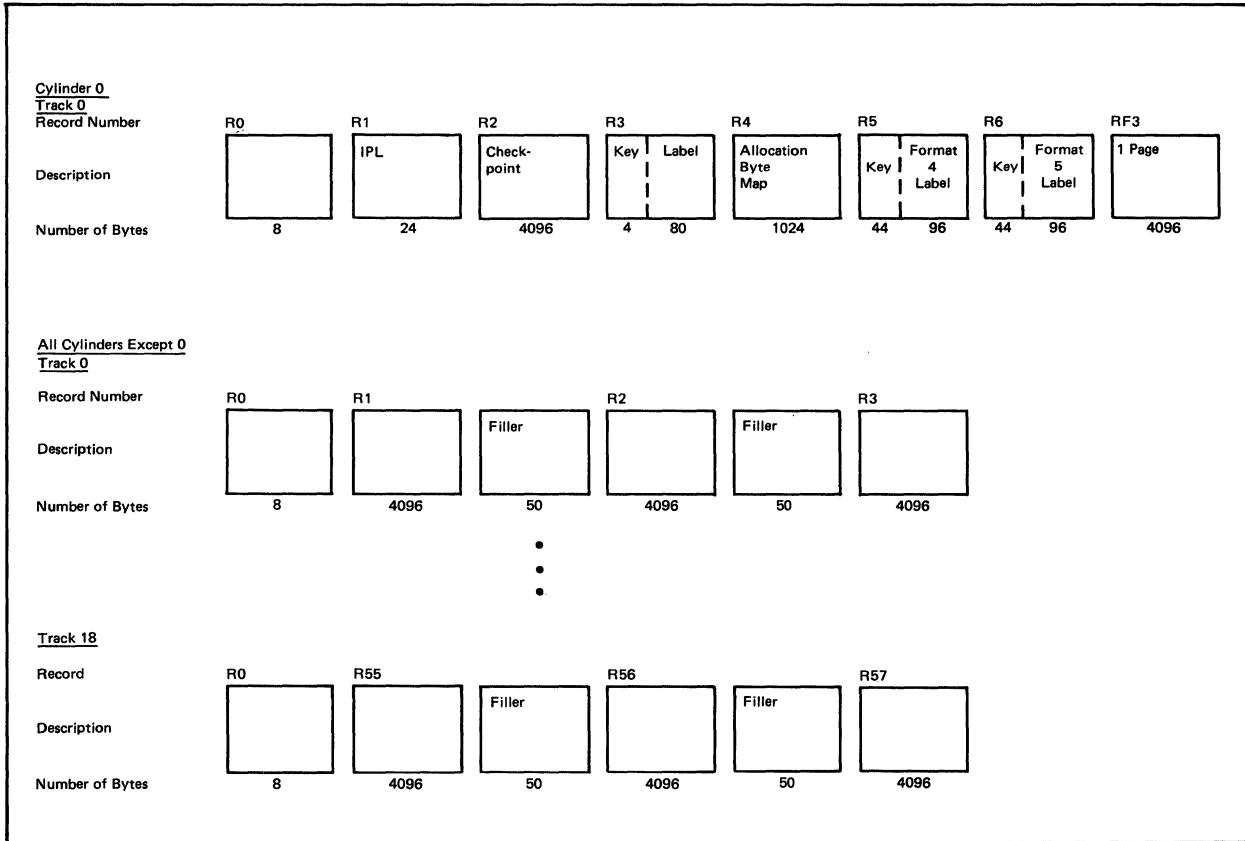 Cylinder 0
Track 0
Record Number R0 R1 R2 R3 R4 R5 R6 RF3
Description IPL Check-point Key Label Allocation Byte Map Key Format 4 Label Key Format 5 Label 1 Page
Number of Bytes 8 24 4096 4 80 1024 44 96 44 96 4096
All Cylinders Except 0
Track 0
Record Number R0 R1 R2 R3
Description Filler Filler
Number of Bytes 8 4096 50 4096 50 4096
Track 18
Record R0 R55 R56 R57
Description Filler Filler
Number of Bytes 8 4096 50 4096 50 4096